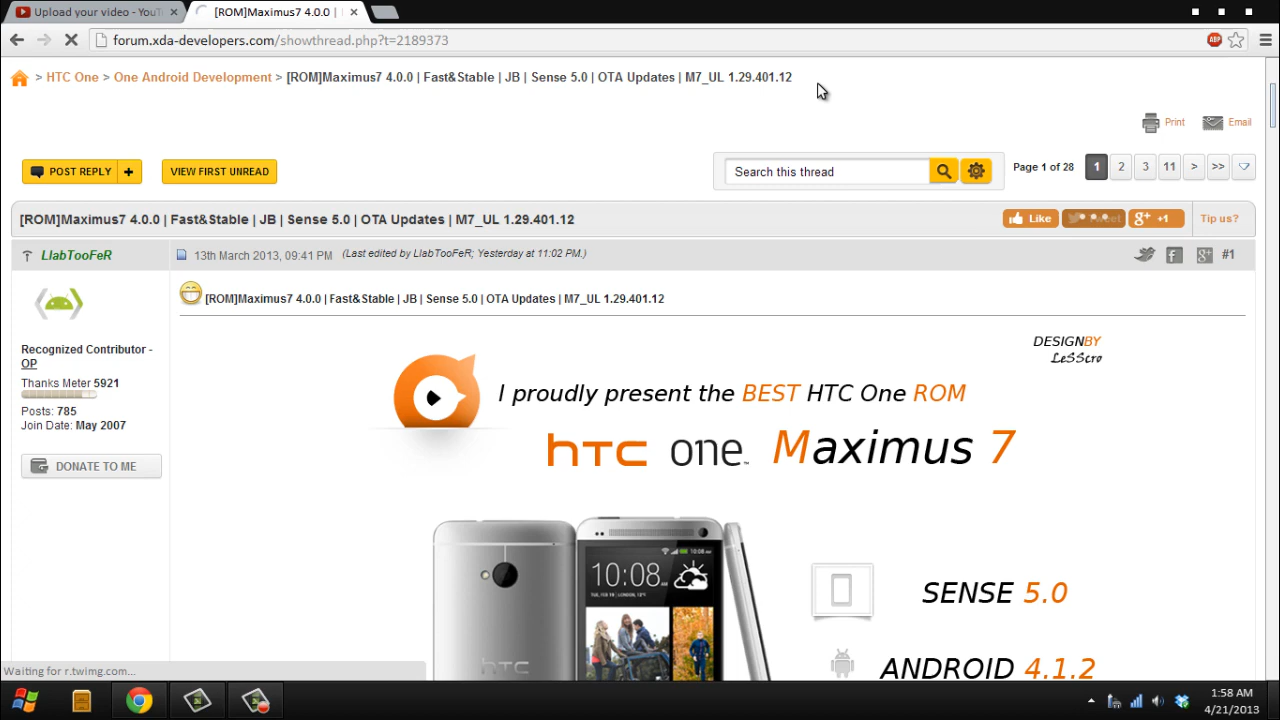 Upload your video - YouT
[ROM]Maximus7 4.0.0 |
forum.xda-developers.com/showthread.php?t=2189373
ABP
> HTC One > One Android Development > [ROM]Maximus7 4.0.0 | Fast&Stable | JB | Sense 5.0 | OTA Updates | M7_UL 1.29.401.12
Print
Email
POST REPLY +
VIEW FIRST UNREAD
Search this thread
Page 1 of 28
1 2 3 11 > >>
[ROM]Maximus7 4.0.0 | Fast&Stable | JB | Sense 5.0 | OTA Updates | M7_UL 1.29.401.12
Like
Tweet
g+ +1
Tip us?
LlabTooFeR
13th March 2013, 09:41 PM
(Last edited by LlabTooFeR; Yesterday at 11:02 PM.)
#1
[ROM]Maximus7 4.0.0 | Fast&Stable | JB | Sense 5.0 | OTA Updates | M7_UL 1.29.401.12
Recognized Contributor -
OP
Thanks Meter 5921
Posts: 785
Join Date: May 2007
DONATE TO ME
DESIGNBY
LeSScro
I proudly present the BEST HTC One ROM
hTC one™ Maximus 7
10:08 AM
10:08
hTC
SENSE 5.0
ANDROID 4.1.2
Waiting for r.twimg.com...
1:58 AM
4/21/2013